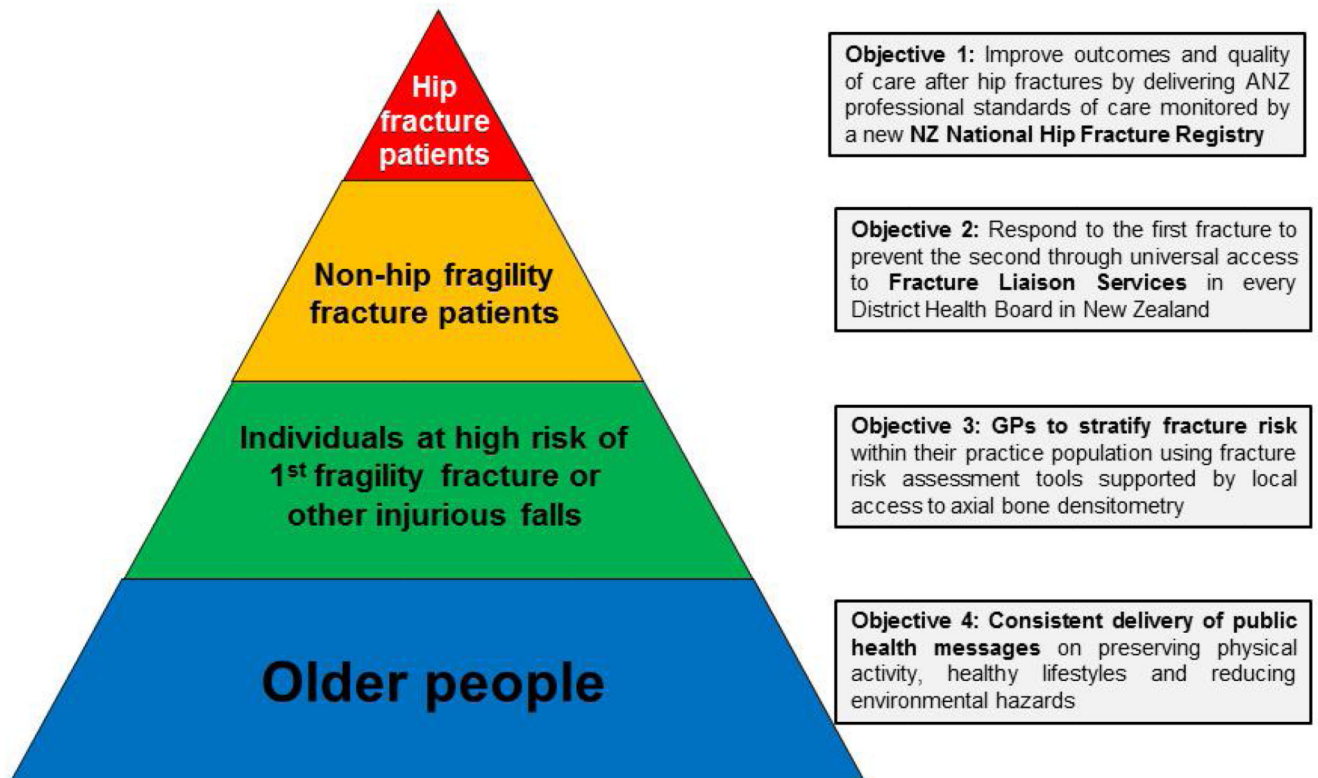 Hip
fracture
patients
Objective 1: Improve outcomes and quality
of care after hip fractures by delivering ANZ
professional standards of care monitored by
a new NZ National Hip Fracture Registry
Non-hip fragility
fracture patients
Objective 2: Respond to the first fracture to
prevent the second through universal access
to Fracture Liaison Services in every
District Health Board in New Zealand
Individuals at high risk of
1st fragility fracture or
other injurious falls
Objective 3: GPs to stratify fracture risk
within their practice population using fracture
risk assessment tools supported by local
access to axial bone densitometry
Older people
Objective 4: Consistent delivery of public
health messages on preserving physical
activity, healthy lifestyles and reducing
environmental hazards